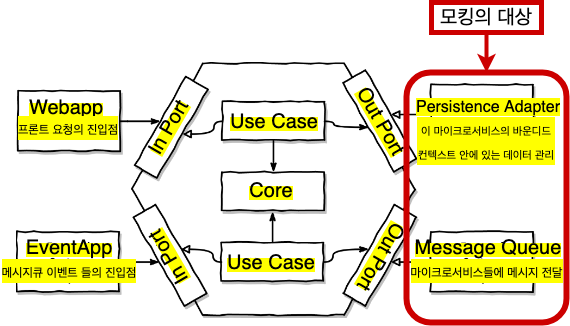 모킹의 대상
Webapp
프론트 요청의 진입점
In Port
Use Case
Out Port
Persistence Adapter
이 마이크로서비스의 바운디드
컨텍스트 안에 있는 데이터 관리
Core
EventApp
메시지큐 이벤트 들의 진입점
In Port
Use Case
Out Port
Message Queue
마이크로서비스들에 메시지 전달